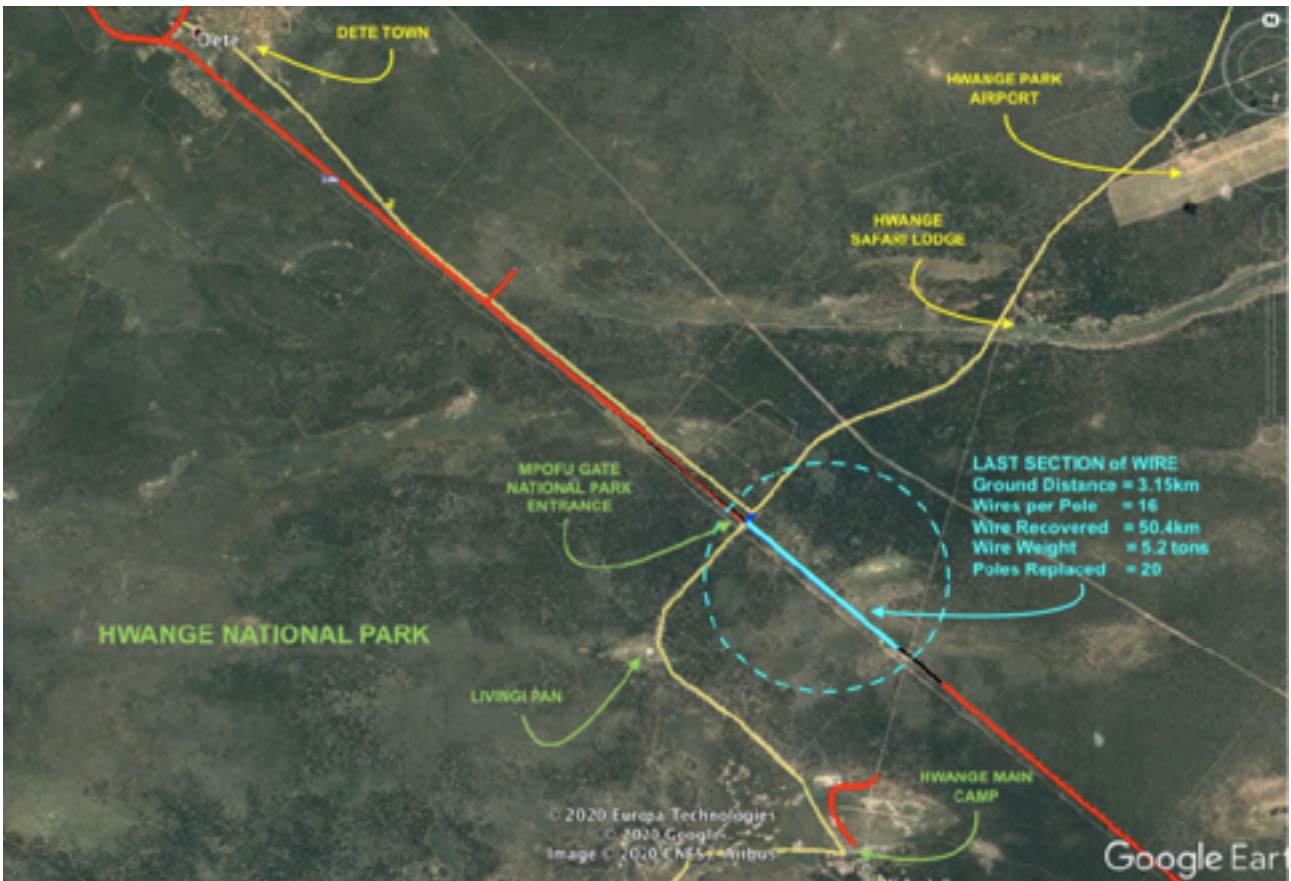 Dete
DETE TOWN
HWANGE PARK
AIRPORT
N
HWANGE
SAFARI LODGE
MPOFU GATE
NATIONAL PARK
ENTRANCE
LAST SECTION of WIRE
Ground Distance = 3.15km
Wires per Pole = 16
Wire Recovered = 50.4km
Wire Weight = 5.2 tons
Poles Replaced = 20
HWANGE NATIONAL PARK
LIVINGI PAN
HWANGE MAIN
CAMP
© 2020 Europa Technologies
© 2020 Google
Image © 2020 CNES / Airbus
Google Eart